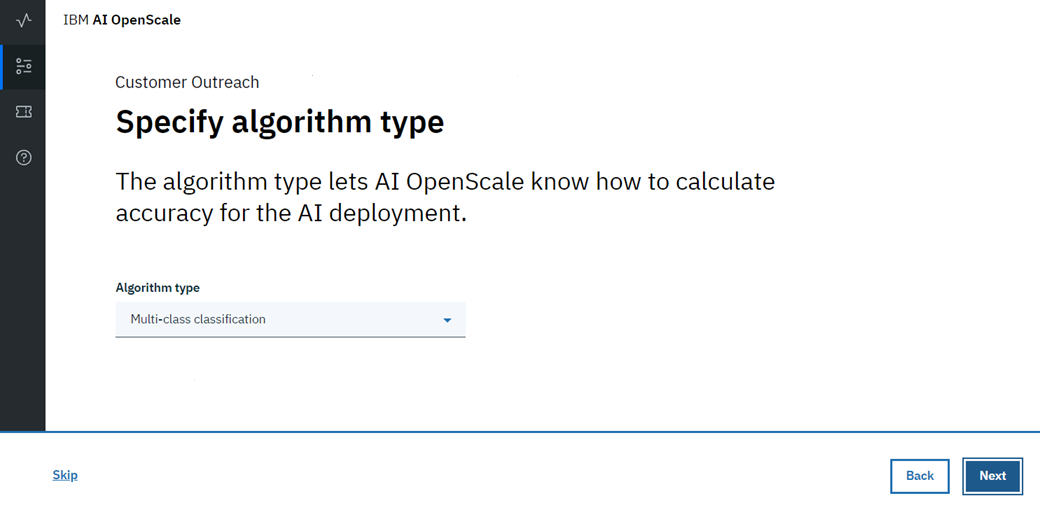 IBM AI OpenScale
Customer Outreach
Specify algorithm type
The algorithm type lets AI OpenScale know how to calculate
accuracy for the AI deployment.
Algorithm type
Multi-class classification
Skip
Back
Next